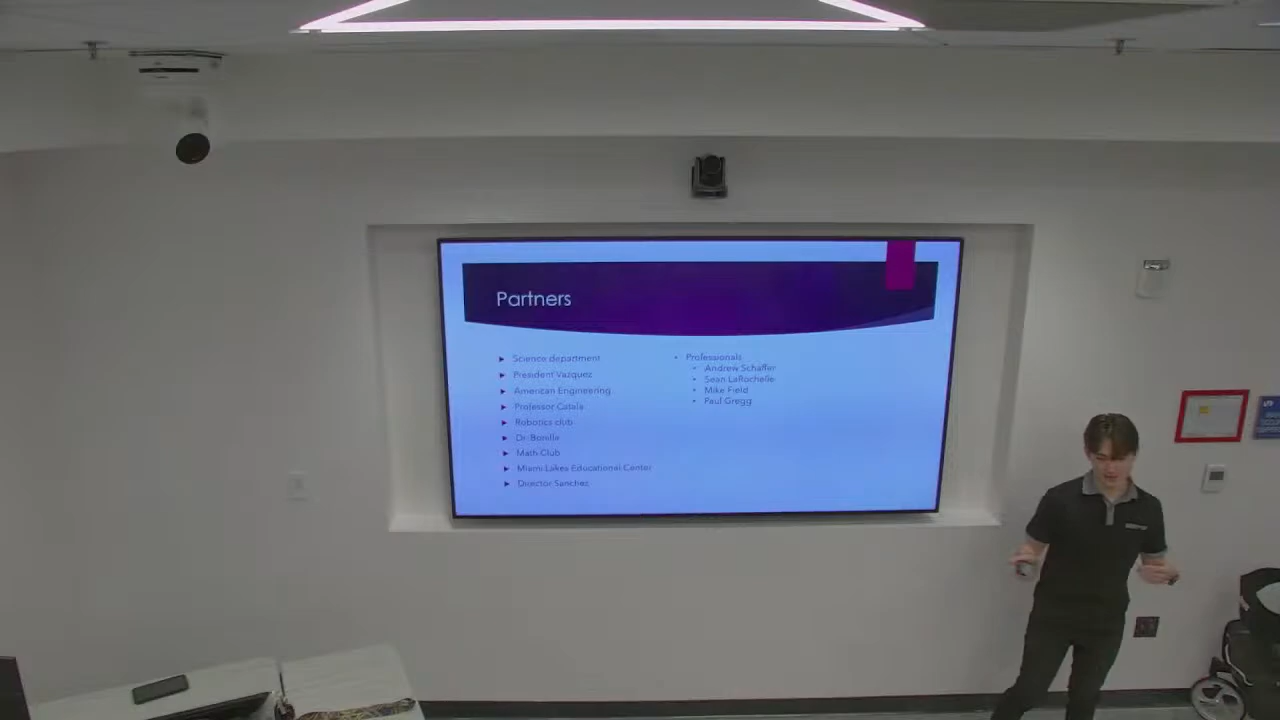 Partners
Science department
President Vazquez
American Engineering
Professor Catala
Robotics club
Dr. Bonilla
Math Club
Miami Lakes Educational Center
Director Sanchez
Professionals
Andrew Schaffer
Sean LaRochelle
Mike Field
Paul Gregg